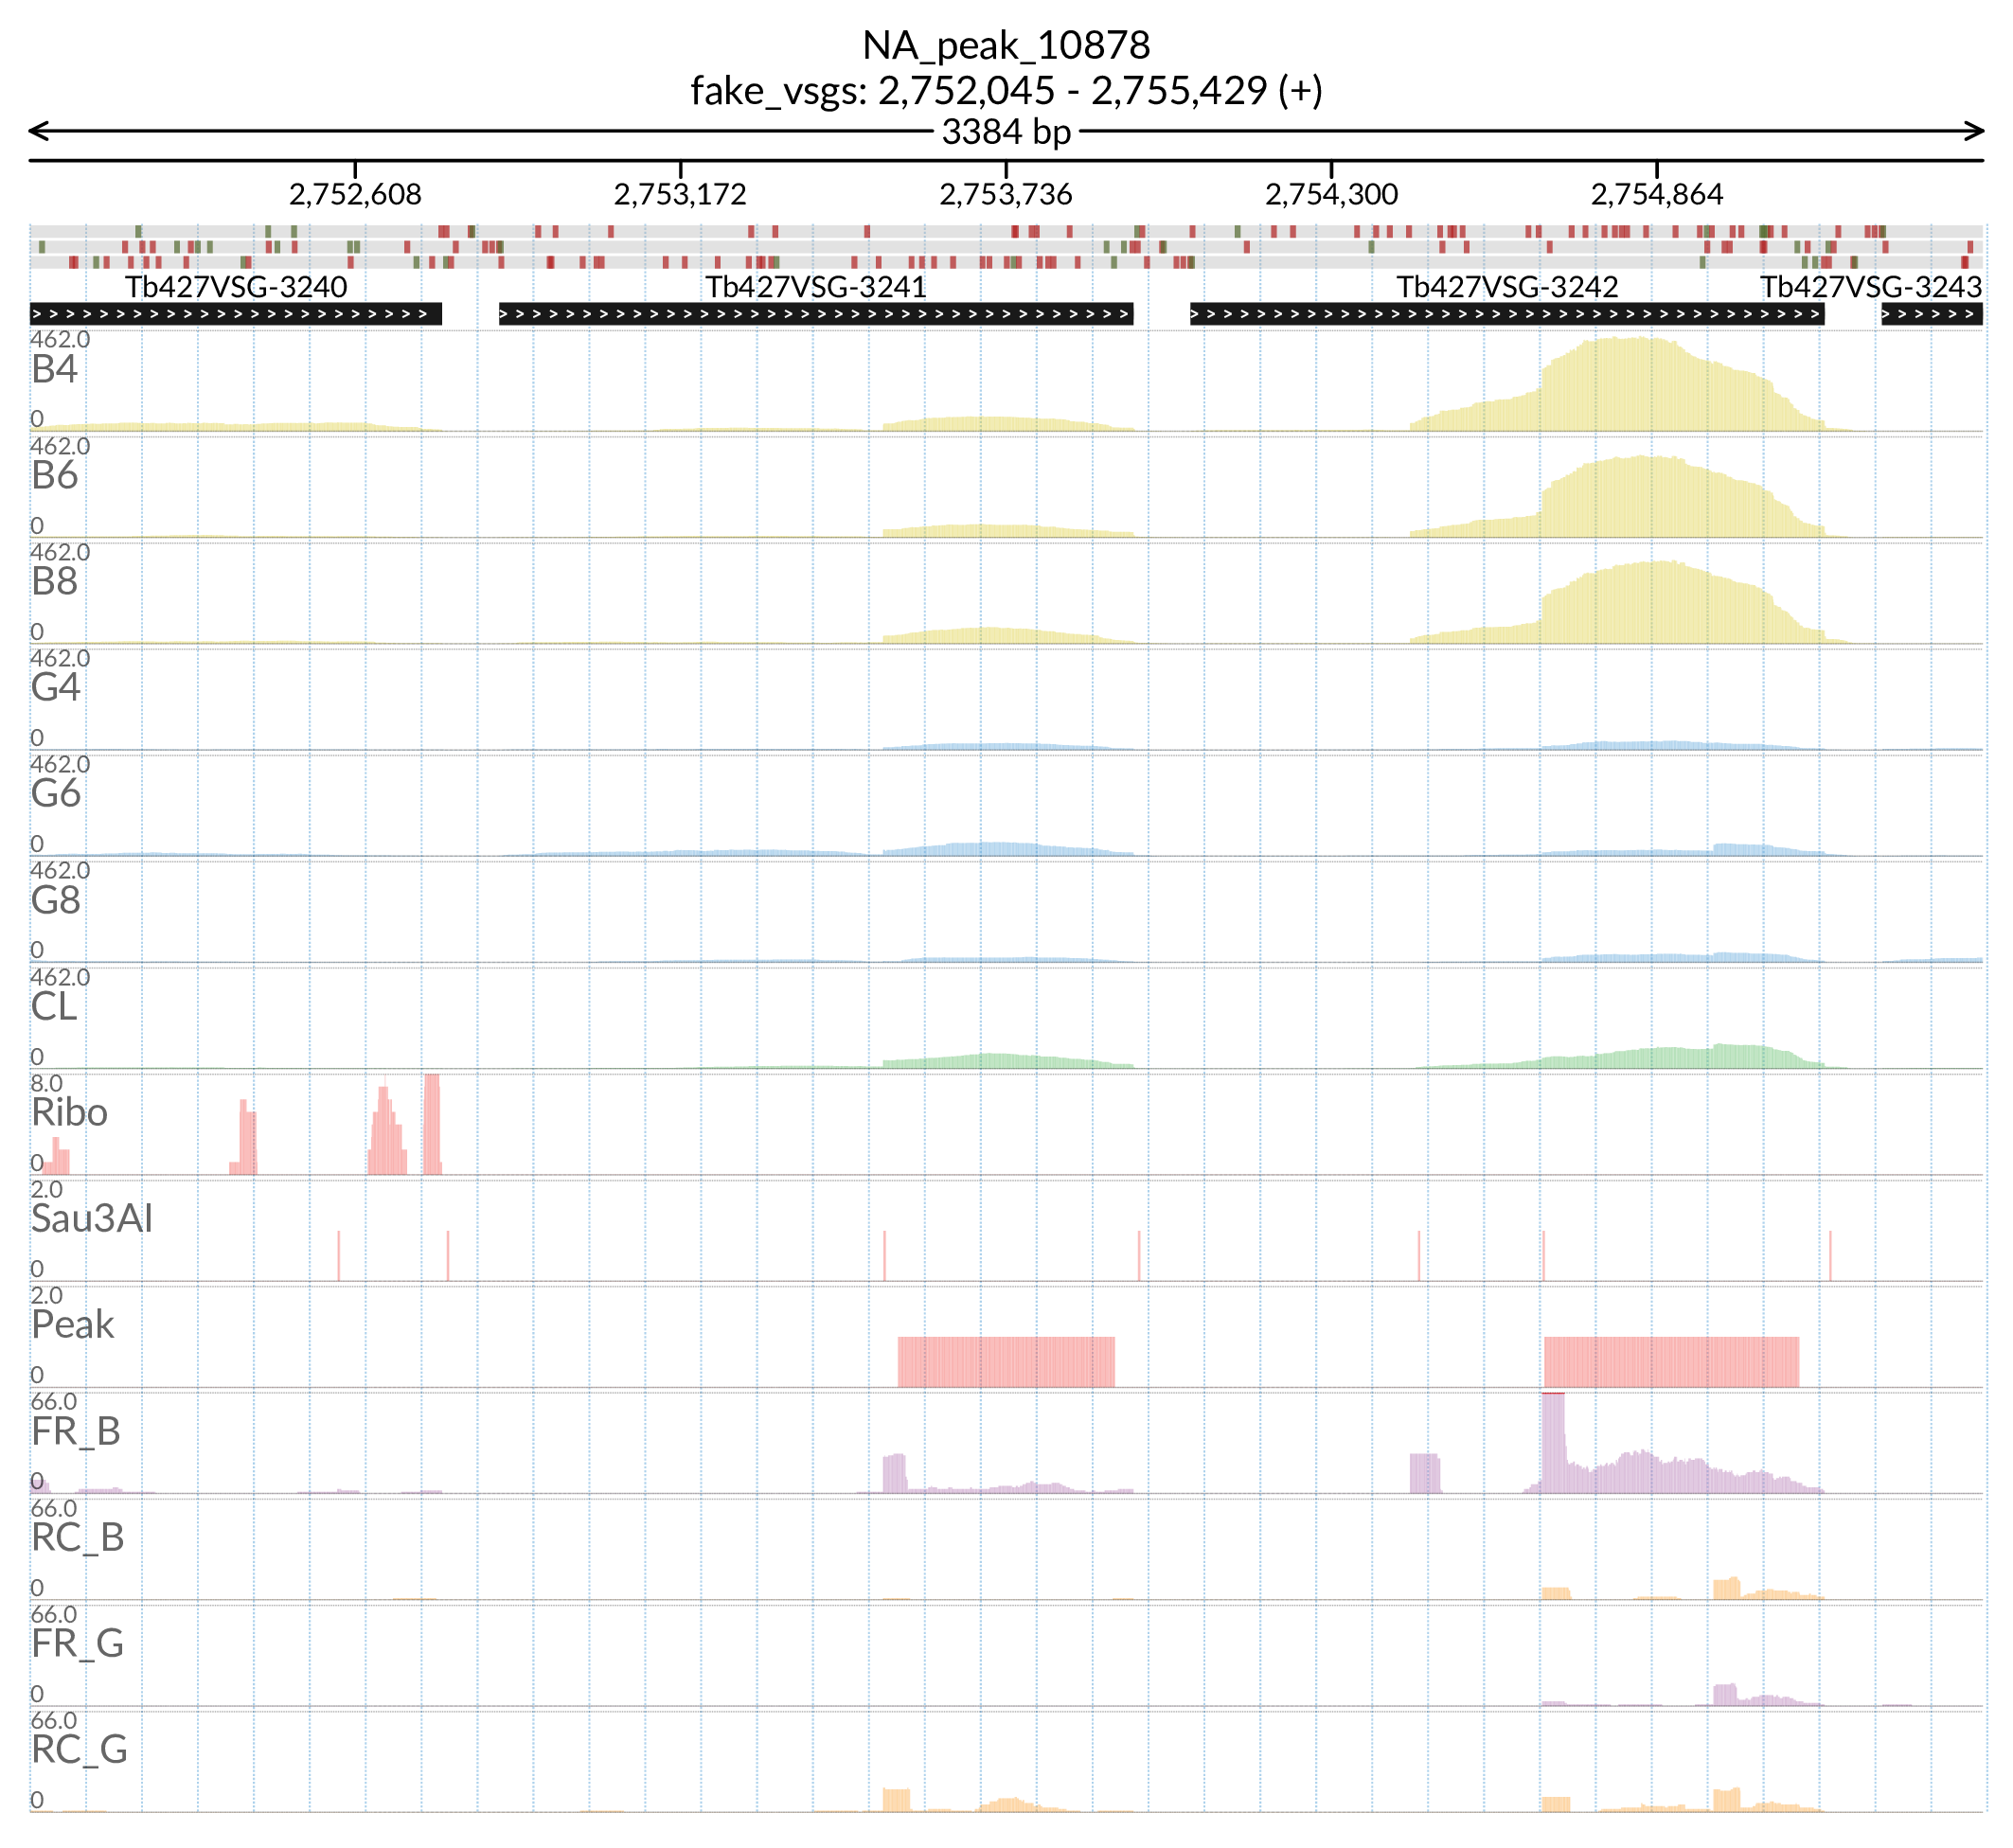 NA_peak_10878
fake_vsgs: 2,752,045 - 2,755,429 (+)
3384 bp
2,752,608 2,753,172 2,753,736 2,754,300 2,754,864
Tb427VSG-3240 Tb427VSG-3241 Tb427VSG-3242 Tb427VSG-3243
462.0
B4
0
462.0
B6
0
462.0
B8
0
462.0
G4
0
462.0
G6
0
462.0
G8
0
462.0
CL
0
8.0
Ribo
0
2.0
Sau3AI
0
2.0
Peak
0
66.0
FR_B
0
66.0
RC_B
0
66.0
FR_G
0
66.0
RC_G
0